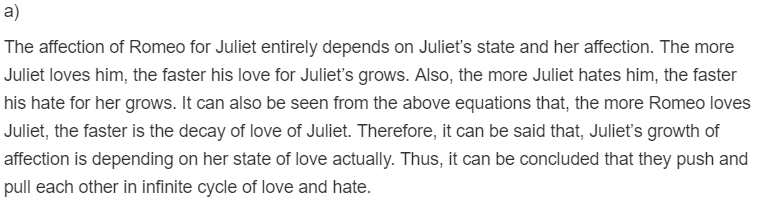 a)
The affection of Romeo for Juliet entirely depends on Juliet’s state and her affection. The more
Juliet loves him, the faster his love for Juliet’s grows. Also, the more Juliet hates him, the faster
his hate for her grows. It can also be seen from the above equations that, the more Romeo loves
Juliet, the faster is the decay of love of Juliet. Therefore, it can be said that, Juliet’s growth of
affection is depending on her state of love actually. Thus, it can be concluded that they push and
pull each other in infinite cycle of love and hate.